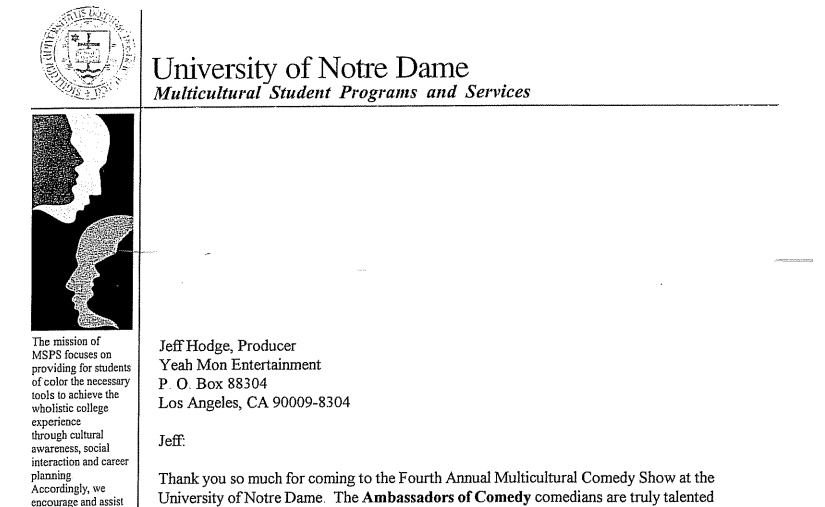 University of Notre Dame
Multicultural Student Programs and Services
The mission of
MSPS focuses on
providing for students
of color the necessary
tools to achieve the
wholistic college
experience
through cultural
awareness, social
interaction and career
planning
Accordingly, we
encourage and assist
Jeff Hodge, Producer
Yeah Mon Entertainment
P. O. Box 88304
Los Angeles, CA 90009-8304
Jeff:
Thank you so much for coming to the Fourth Annual Multicultural Comedy Show at the
University of Notre Dame. The Ambassadors of Comedy comedians are truly talented